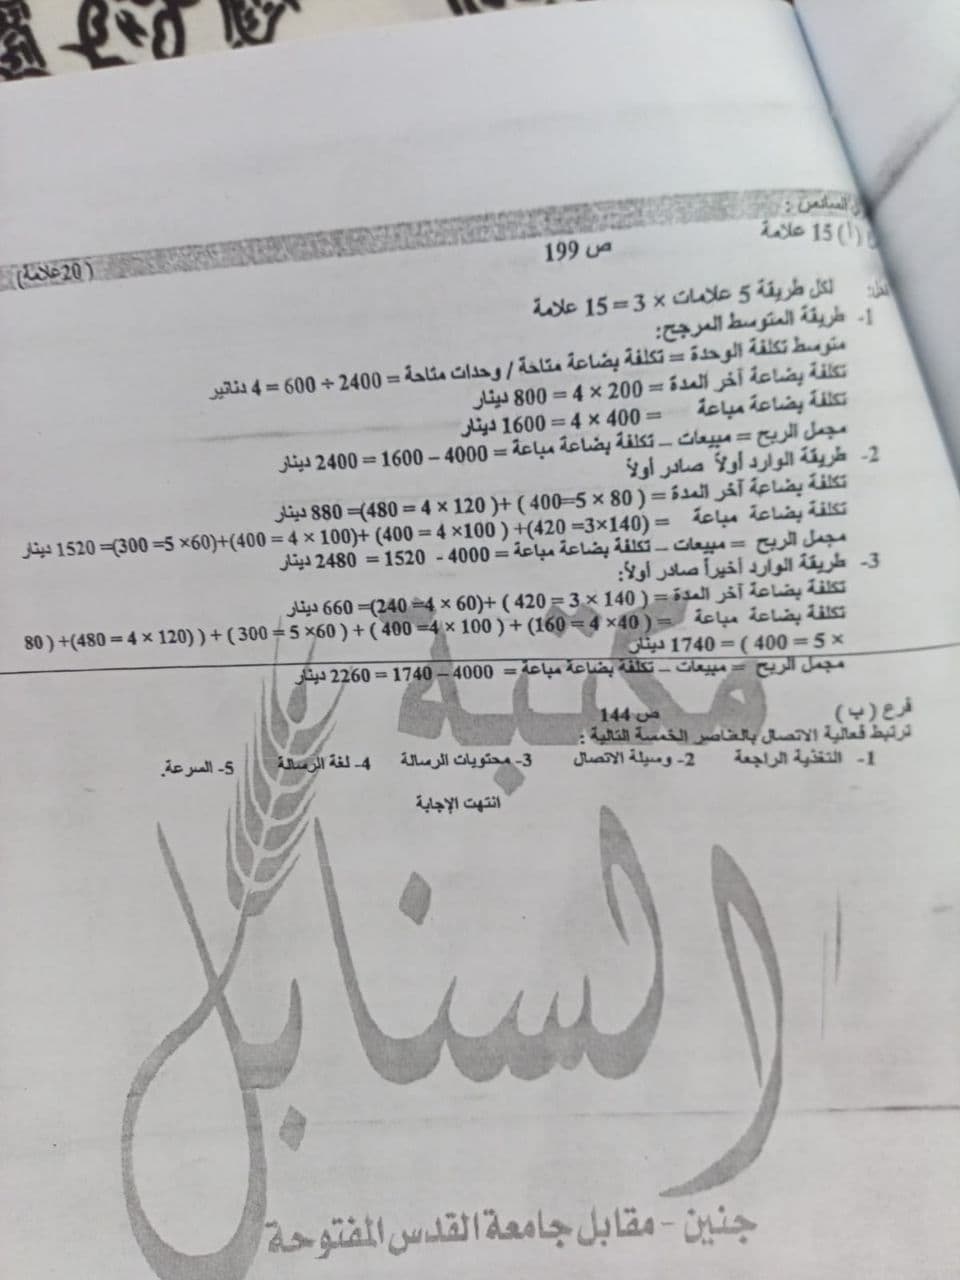 السادس :
( 20 علامة)
أ ) 15 علامة
ص 199
لكل طريقة 5 علامات × 3 = 15 علامة
1- طريقة المتوسط المرجح:
متوسط تكلفة الوحدة = تكلفة بضاعة متاحة / وحدات متاحة = 2400 ÷ 600 = 4 دنانير
تكلفة بضاعة آخر المدة = 200 × 4 = 800 دينار
تكلفة بضاعة مباعة = 400 × 4 = 1600 دينار
مجمل الربح = مبيعات – تكلفة بضاعة مباعة = 4000 – 1600 = 2400 دينار
2- طريقة الوارد أولاً صادر أولاً
تكلفة بضاعة آخر المدة = ( 80 × 5=400 ) +( 120 × 4 = 480)= 880 دينار
تكلفة بضاعة مباعة =(140×3= 420)+ ( 100× 4 = 400) +(100 × 4 = 400)+(60× 5= 300)= 1520 دينار
مجمل الربح = مبيعات – تكلفة بضاعة مباعة = 4000 - 1520 = 2480 دينار
3- طريقة الوارد أخيراً صادر أولاً:
تكلفة بضاعة آخر المدة = ( 140 × 3 = 420 ) +(60 × 4= 240)= 660 دينار
تكلفة بضاعة مباعة = ( 40× 4 = 160) + ( 100 × 4= 400 ) + ( 60× 5 = 300 ) + ((120 × 4 = 480)+ ( 80
× 5 = 400 ) = 1740 دينار
مجمل الربح = مبيعات – تكلفة بضاعة مباعة = 4000 – 1740 = 2260 دينار
فرع ( ب )
ص 144
ترتبط فعالية الاتصال بالعناصر الخمسة التالية :
1- التغذية الراجعة 2- وسيلة الاتصال 3- محتويات الرسالة 4- لغة الرسالة 5- السرعة.
انتهت الإجابة
مكتبة
السنابل
جنين - مقابل جامعة القدس المفتوحة